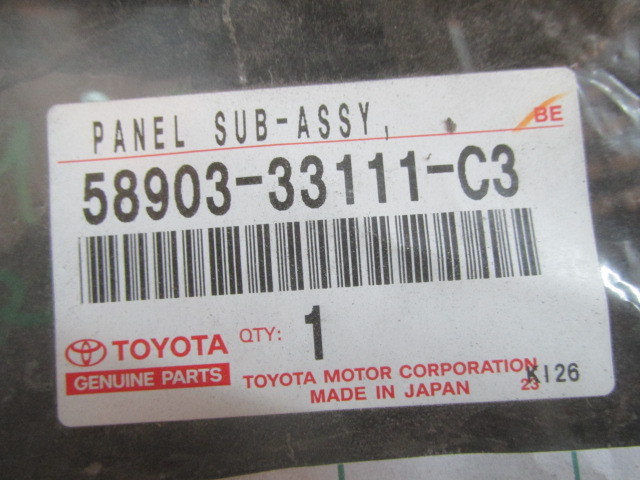 PANEL SUB-ASSY,
BE
58903-33111-C3
TOYOTA QTY: 1
GENUINE PARTS
TOYOTA MOTOR CORPORATION
MADE IN JAPAN 23 K126